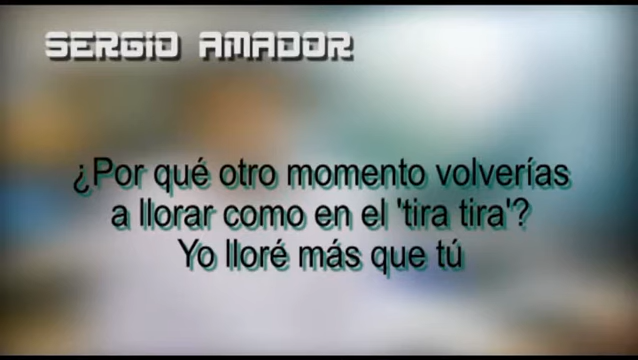 SERGIO AMADOR
¿Por qué otro momento volverías
a llorar como en el 'tira tira'?
Yo lloré más que tú